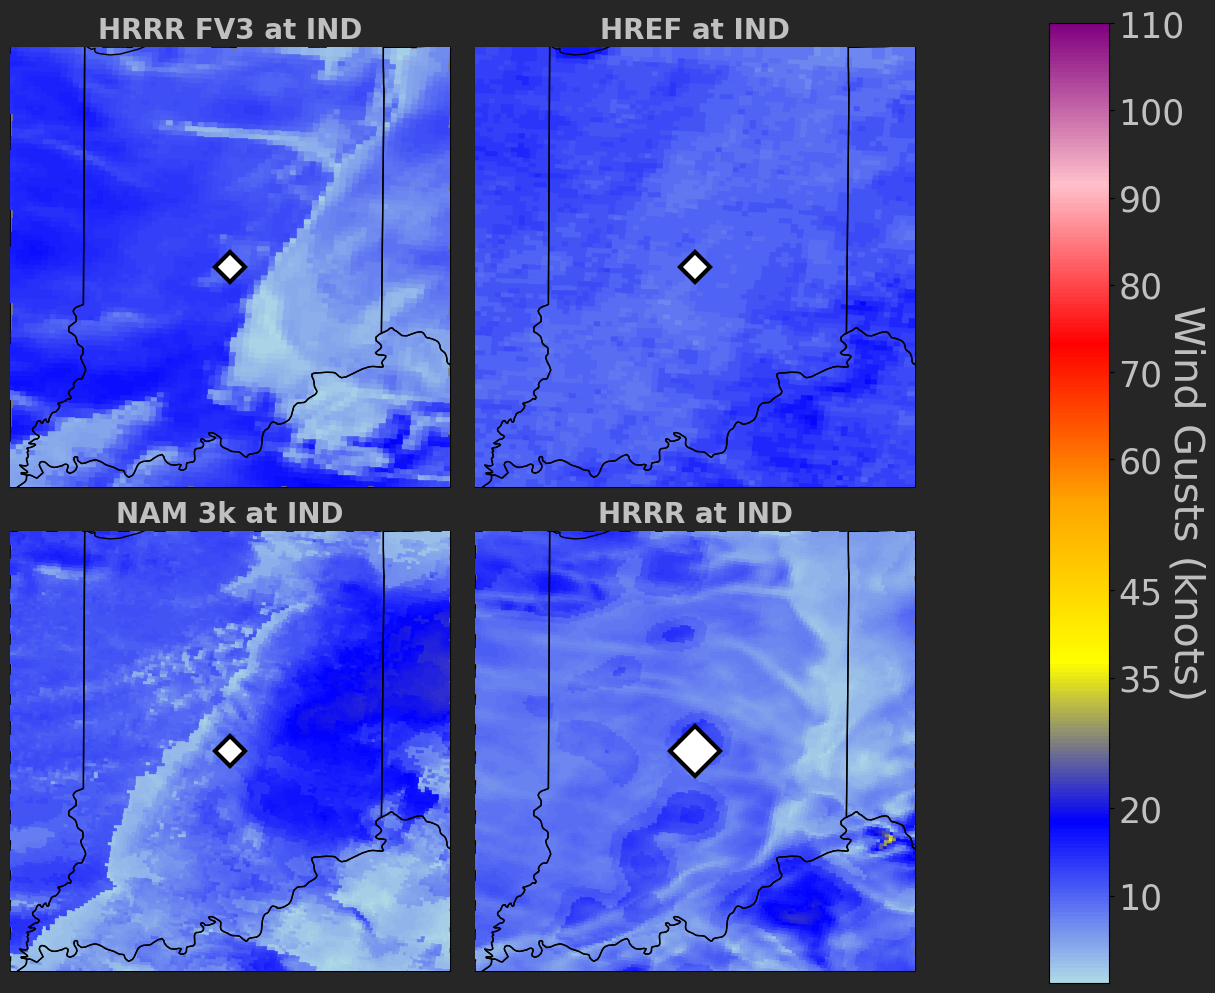 HRRR FV3 at IND
HREF at IND
NAM 3k at IND
HRRR at IND
110
100
90
80
70
60
45
35
20
10
Wind Gusts (knots)